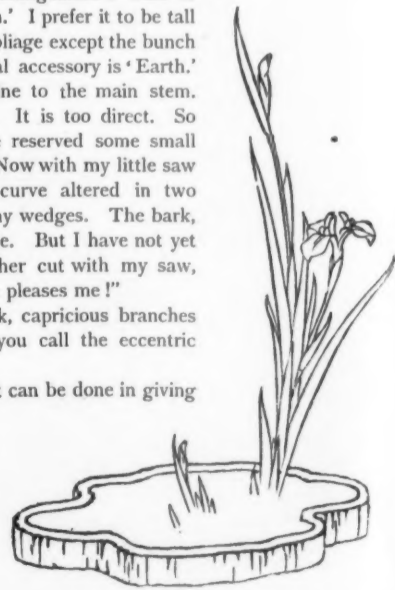 .' I prefer it to be tall
liage except the bunch
al accessory is ‘Earth.’
ne to the main stem.
It is too direct. So
reserved some small
Now with my little saw
curve altered in two
ny wedges. The bark,
e. But I have not yet
her cut with my saw,
pleases me !”
k, capricious branches
you call the eccentric
can be done in giving